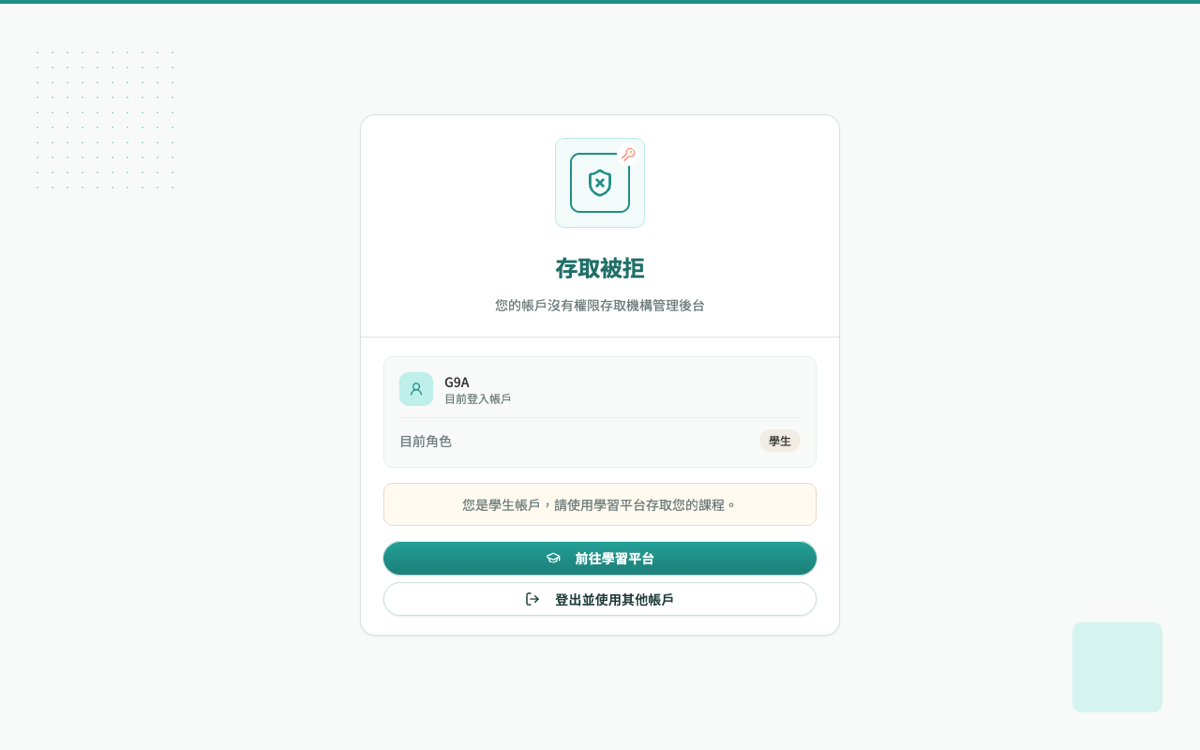 存取被拒
您的帳戶沒有權限存取機構管理後台
G9A
目前登入帳戶
目前角色
學生
您是學生帳戶，請使用學習平台存取您的課程。
前往學習平台
登出並使用其他帳戶